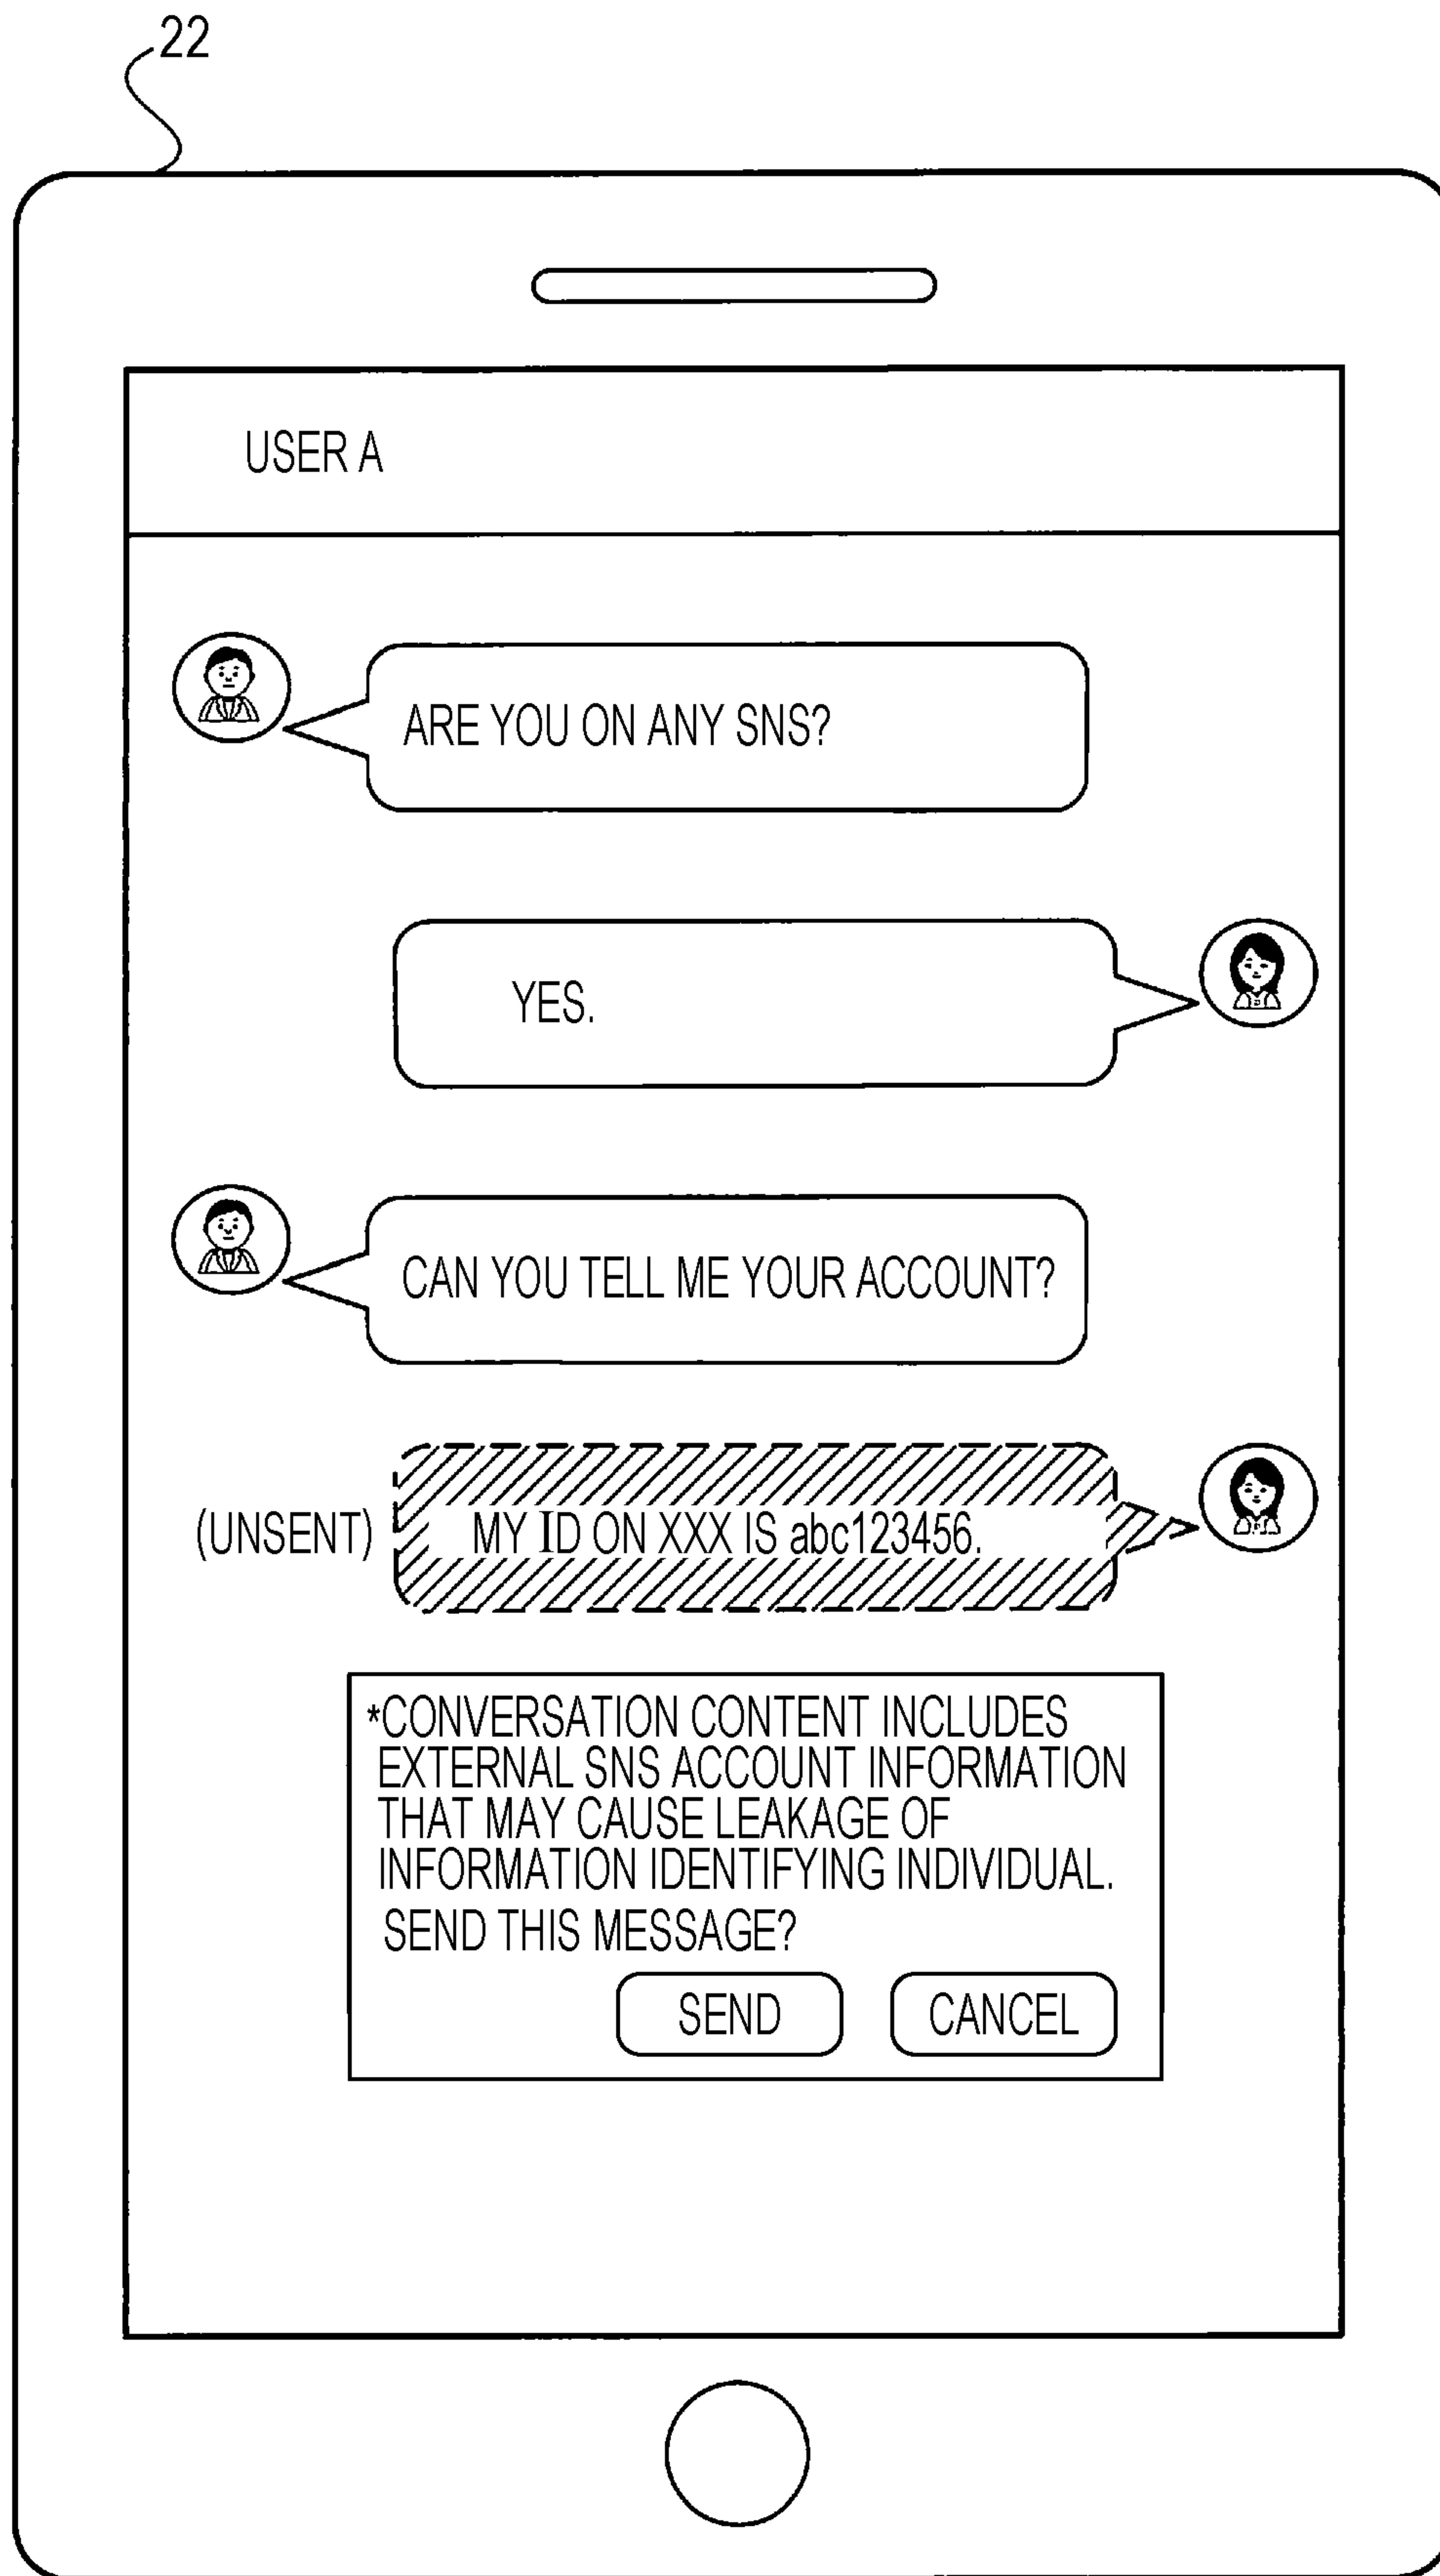 22
USER A
ARE YOU ON ANY SNS?
YES.
CAN YOU TELL ME YOUR ACCOUNT?
(UNSENT) MY ID ON XXX IS abc123456.
*CONVERSATION CONTENT INCLUDES
EXTERNAL SNS ACCOUNT INFORMATION
THAT MAY CAUSE LEAKAGE OF
INFORMATION IDENTIFYING INDIVIDUAL.
SEND THIS MESSAGE?
SEND CANCEL